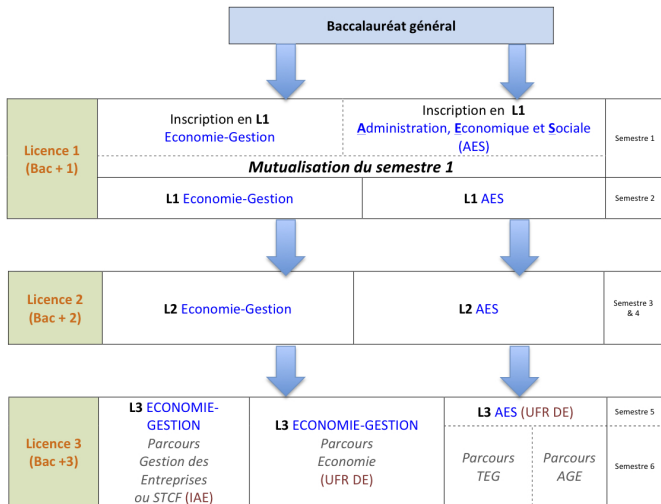 Baccalauréat général
Licence 1
(Bac + 1)
Inscription en L1
Economie-Gestion
Inscription en L1
Administration, Economique et Sociale
(AES)
Semestre 1
Mutualisation du semestre 1
L1 Economie-Gestion
L1 AES
Semestre 2
Licence 2
(Bac + 2)
L2 Economie-Gestion
L2 AES
Semestre 3
& 4
Licence 3
(Bac +3)
L3 ECONOMIE-
GESTION
Parcours
Gestion des
Entreprises
ou STCF (IAE)
L3 ECONOMIE-GESTION
Parcours
Economie
(UFR DE)
L3 AES (UFR DE)
Semestre 5
Parcours
TEG
Parcours
AGE
Semestre 6